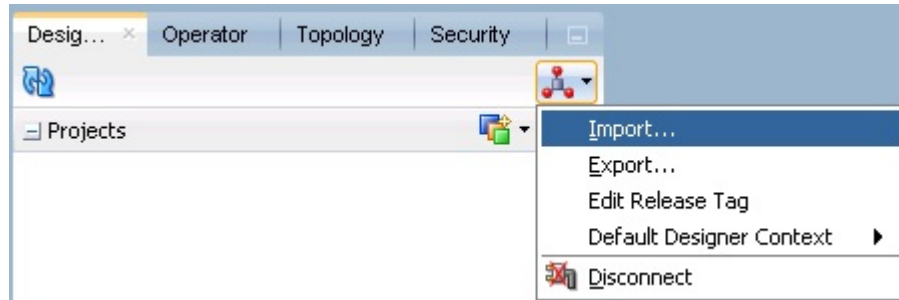 Desig... Operator Topology Security
Projects
Import...
Export...
Edit Release Tag
Default Designer Context
Disconnect